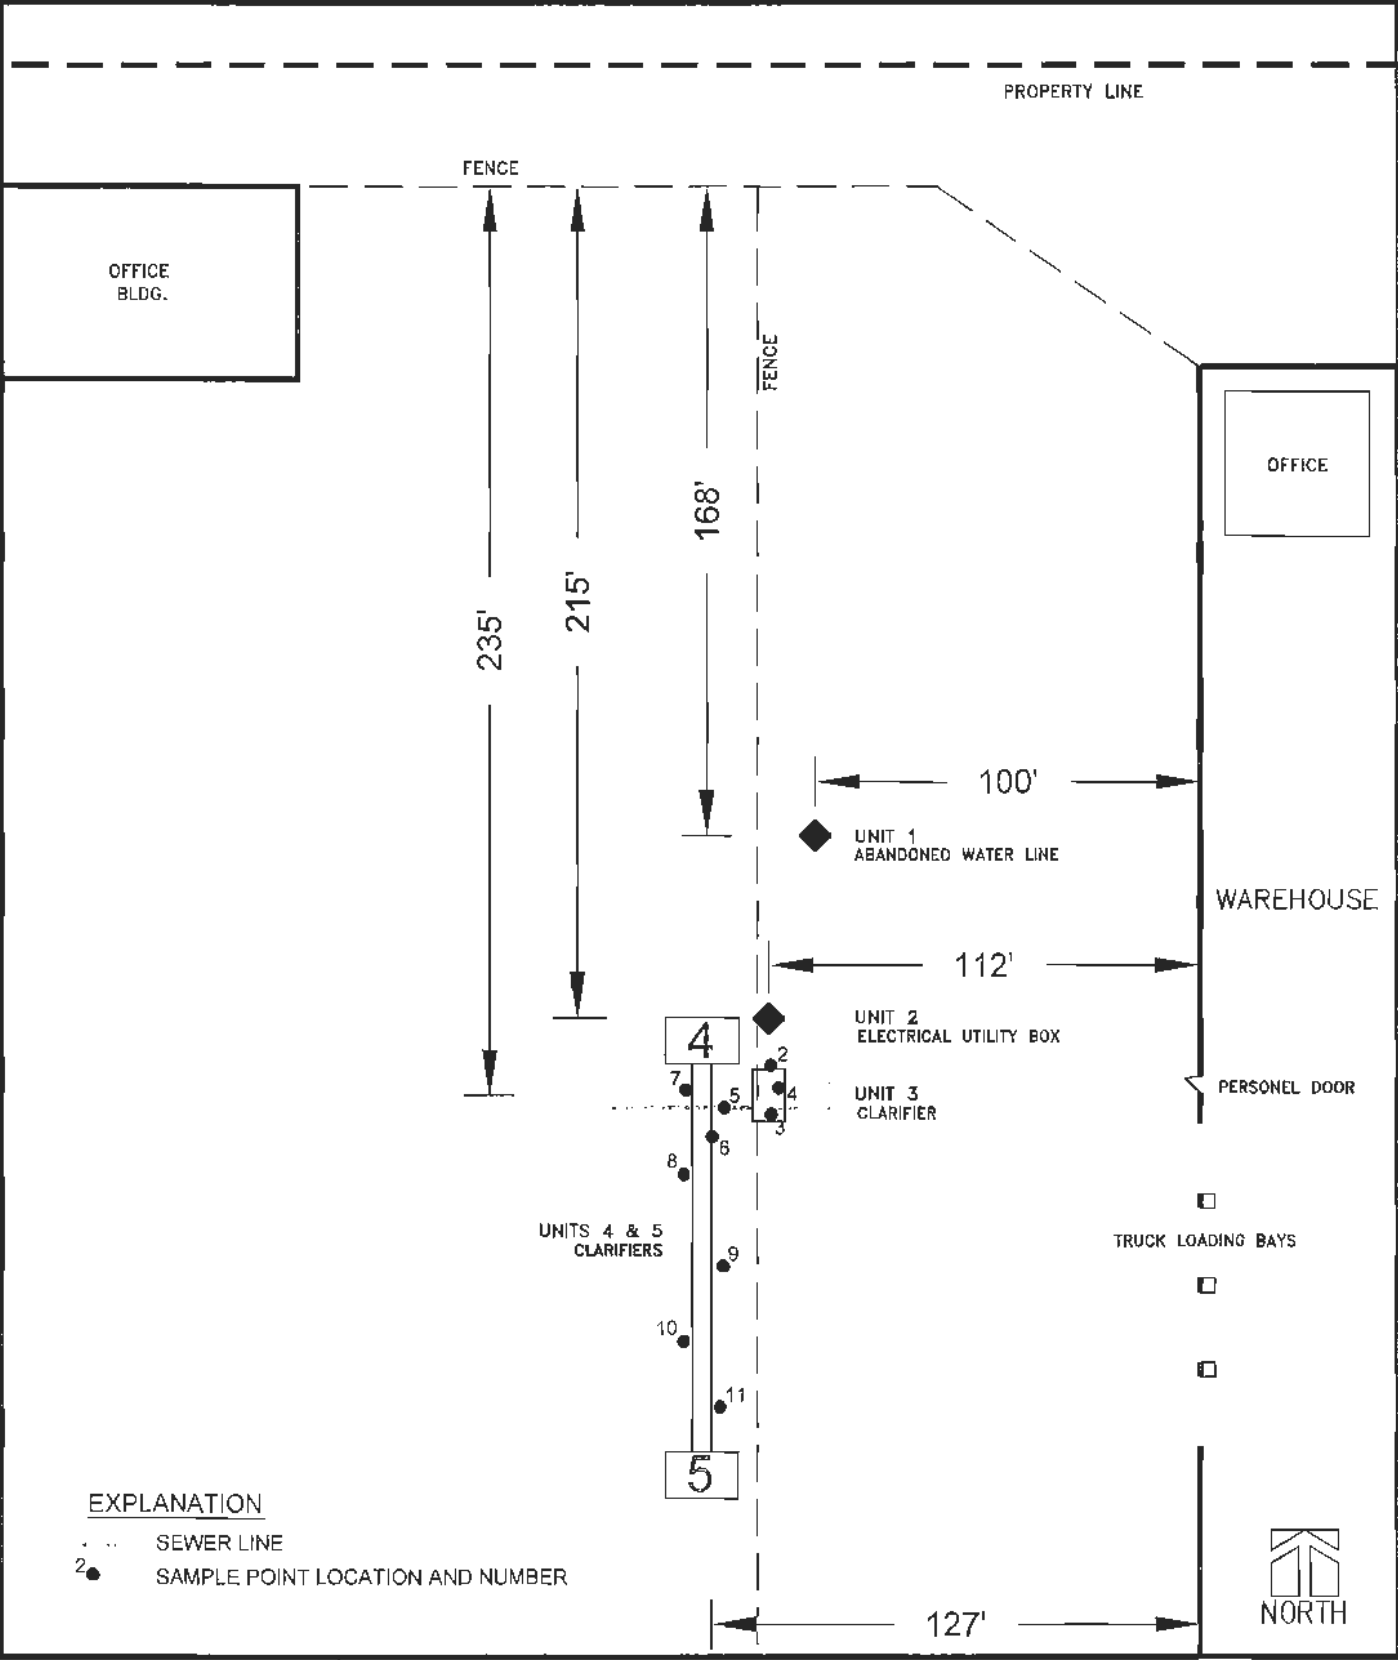 PROPERTY LINE
FENCE
OFFICE
BLDG.
FENCE
OFFICE
168'
215'
235'
100'
UNIT 1
ABANDONED WATER LINE
WAREHOUSE
112'
UNIT 2
ELECTRICAL UTILITY BOX
4
2
7
4
5
3
UNIT 3
CLARIFIER
PERSONEL DOOR
6
8
UNITS 4 & 5
CLARIFIERS
TRUCK LOADING BAYS
9
10
11
5
EXPLANATION
SEWER LINE
2
SAMPLE POINT LOCATION AND NUMBER
127'
NORTH